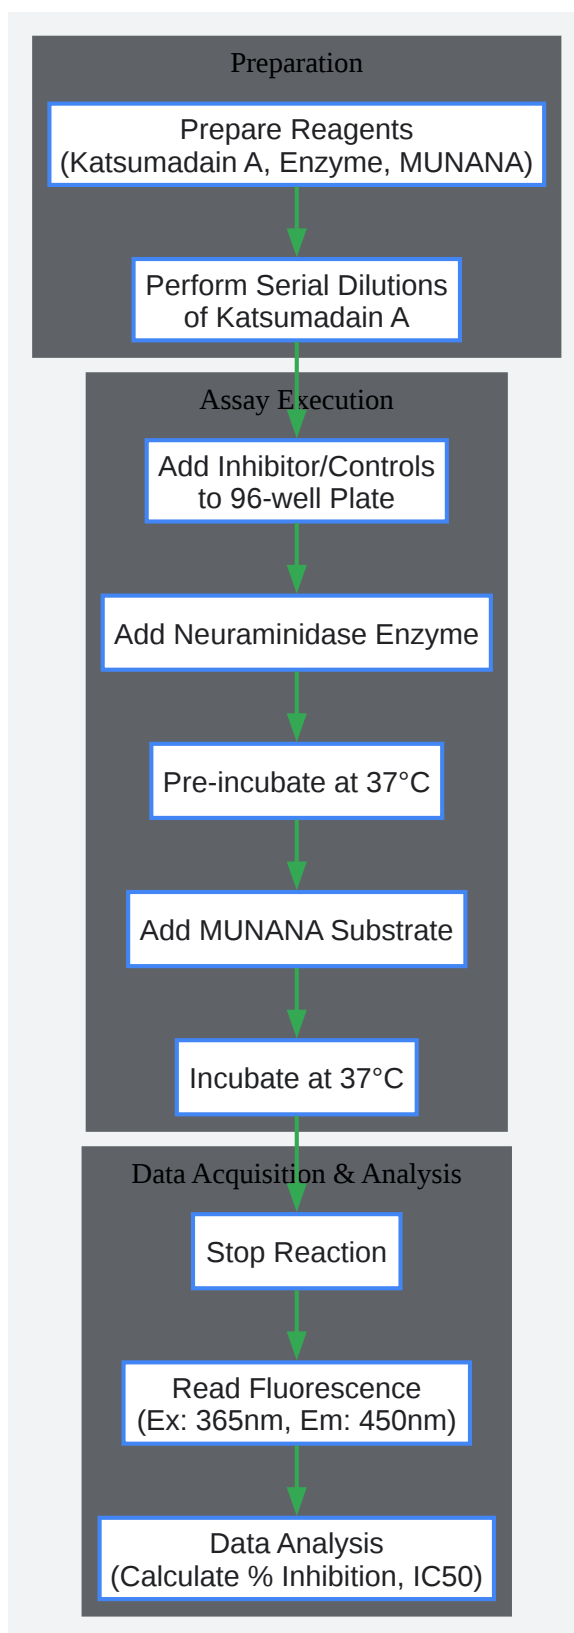 Preparation
Prepare Reagents
(Katsumadain A, Enzyme, MUNANA)
Perform Serial Dilutions
of Katsumadain A
Assay Execution
Add Inhibitor/Controls
to 96-well Plate
Add Neuraminidase Enzyme
Pre-incubate at 37°C
Add MUNANA Substrate
Incubate at 37°C
Data Acquisition & Analysis
Stop Reaction
Read Fluorescence
(Ex: 365nm, Em: 450nm)
Data Analysis
(Calculate % Inhibition, IC50)